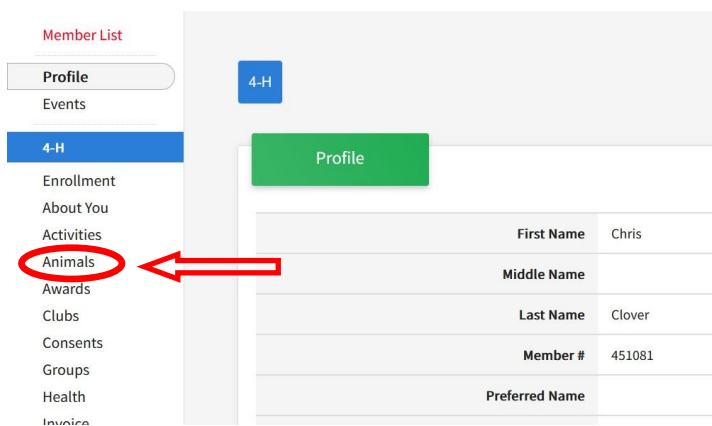 Member List
Profile
Events
4-H
Enrollment
About You
Activities
Animals
Awards
Clubs
Consents
Groups
Health
Invoice
4-H
Profile
First Name Chris
Middle Name
Last Name Clover
Member # 451081
Preferred Name